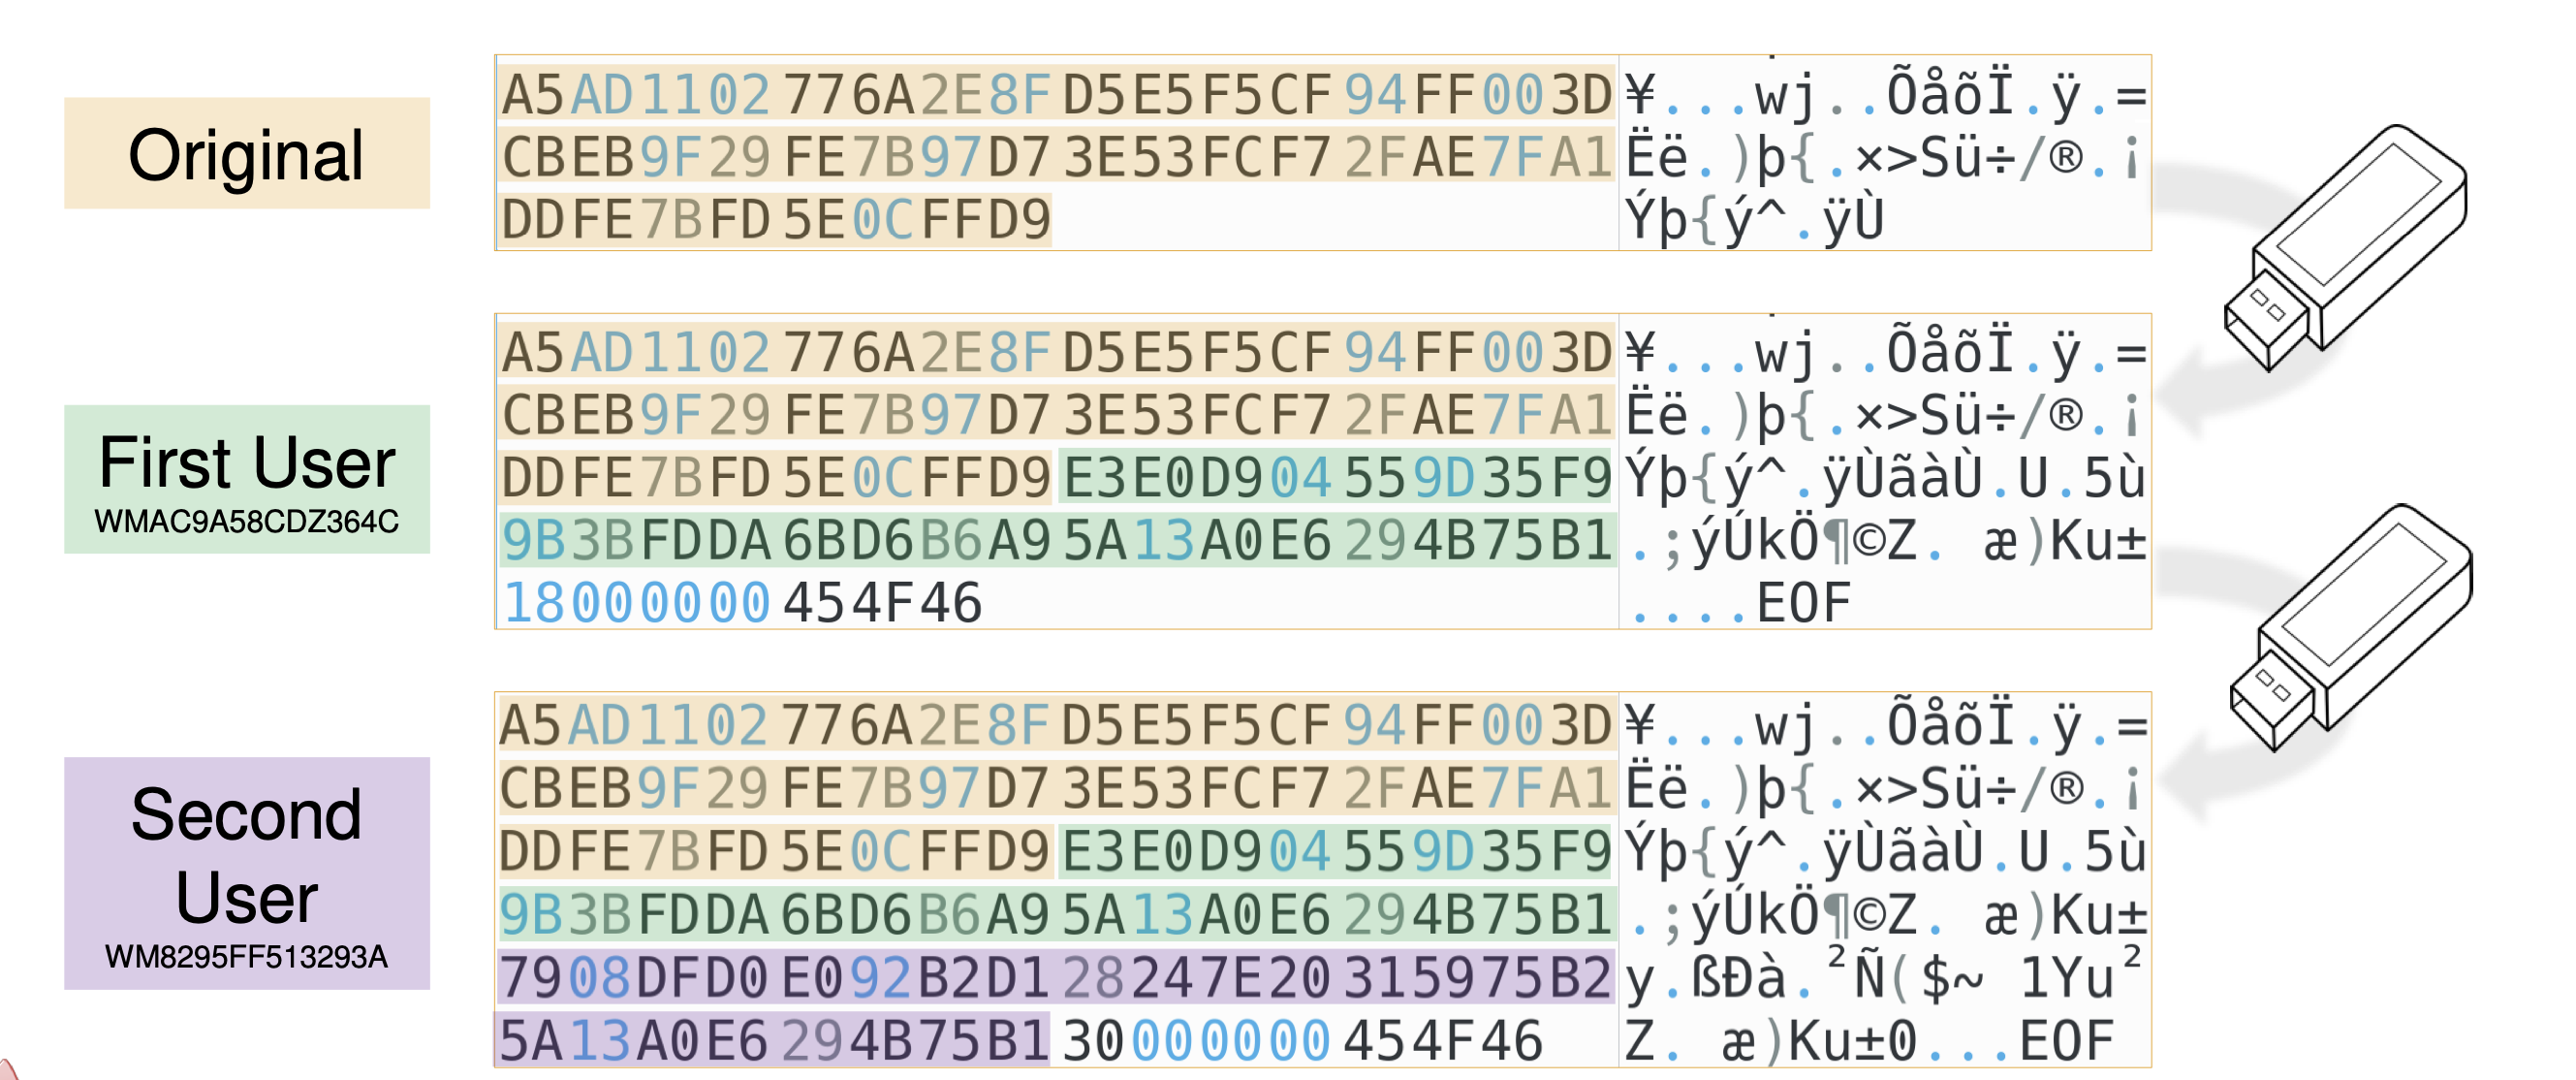 Original
A5AD1102 776A2E8F D5E5F5CF 94FF003D ¥...wj..ÕåõÏ.ÿ.=
CBEB9F29 FE7B97D7 3E53FCF7 2FAE7FA1 Ëë.)þ{.×>Sü÷/®.¡
DDFE7BFD 5E0CFFD9 Ýþ{ý^.ÿÙ
First User
WMAC9A58CDZ364C
A5AD1102 776A2E8F D5E5F5CF 94FF003D ¥...wj..ÕåõÏ.ÿ.=
CBEB9F29 FE7B97D7 3E53FCF7 2FAE7FA1 Ëë.)þ{.×>Sü÷/®.¡
DDFE7BFD 5E0CFFD9 E3E0D904 559D35F9 Ýþ{ý^.ÿÙãàÙ.U.5ù
9B3BFDDA 6BD6B6A9 5A13A0E6 294B75B1 .;ýÚkÖ¶©Z. æ)Ku±
18000000 454F46 ....EOF
Second
User
WM8295FF513293A
A5AD1102 776A2E8F D5E5F5CF 94FF003D ¥...wj..ÕåõÏ.ÿ.=
CBEB9F29 FE7B97D7 3E53FCF7 2FAE7FA1 Ëë.)þ{.×>Sü÷/®.¡
DDFE7BFD 5E0CFFD9 E3E0D904 559D35F9 Ýþ{ý^.ÿÙãàÙ.U.5ù
9B3BFDDA 6BD6B6A9 5A13A0E6 294B75B1 .;ýÚkÖ¶©Z. æ)Ku±
7908DFD0 E092B2D1 28247E20 315975B2 y.ßÐà.²Ñ($~ 1Yu²
5A13A0E6 294B75B1 30000000 454F46 Z. æ)Ku±0...EOF